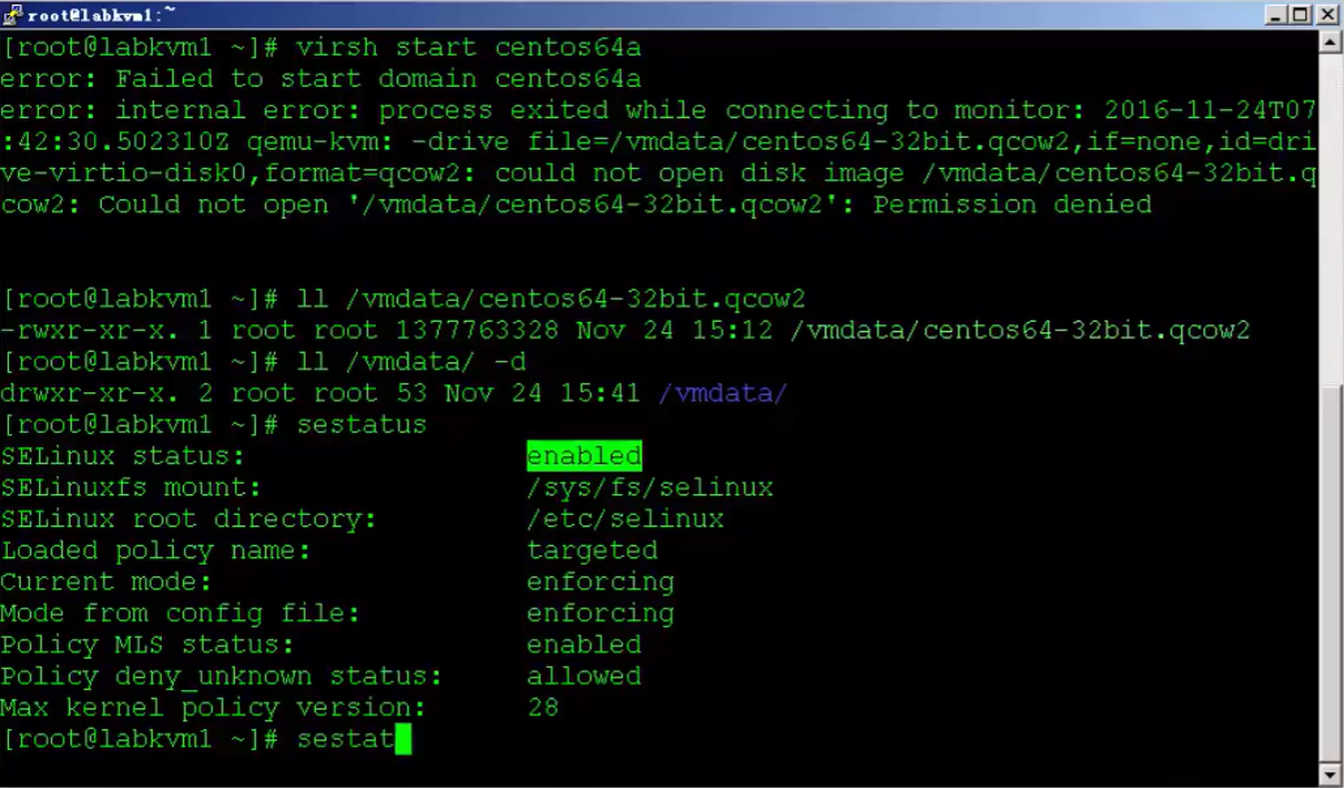 root@labkvm1:~
[root@labkvm1 ~]# virsh start centos64a
error: Failed to start domain centos64a
error: internal error: process exited while connecting to monitor: 2016-11-24T07
:42:30.502310Z qemu-kvm: -drive file=/vmdata/centos64-32bit.qcow2,if=none,id=dri
ve-virtio-disk0,format=qcow2: could not open disk image /vmdata/centos64-32bit.q
cow2: Could not open '/vmdata/centos64-32bit.qcow2': Permission denied
[root@labkvm1 ~]# ll /vmdata/centos64-32bit.qcow2
-rwxr-xr-x. 1 root root 1377763328 Nov 24 15:12 /vmdata/centos64-32bit.qcow2
[root@labkvm1 ~]# ll /vmdata/ -d
drwxr-xr-x. 2 root root 53 Nov 24 15:41 /vmdata/
[root@labkvm1 ~]# sestatus
SELinux status:                 enabled
SELinuxfs mount:                /sys/fs/selinux
SELinux root directory:         /etc/selinux
Loaded policy name:             targeted
Current mode:                   enforcing
Mode from config file:          enforcing
Policy MLS status:              enabled
Policy deny_unknown status:     allowed
Max kernel policy version:      28
[root@labkvm1 ~]# sestat